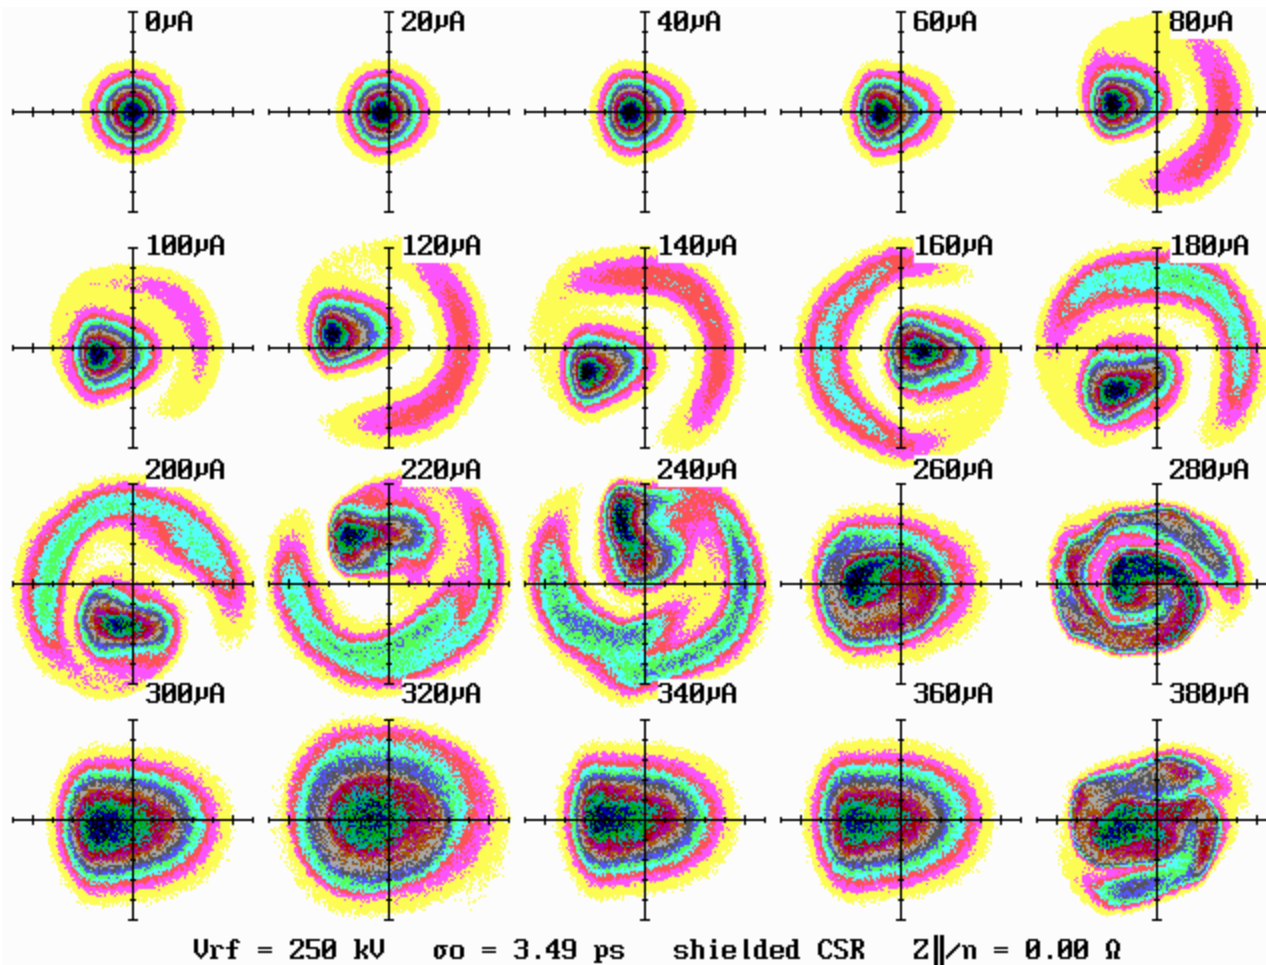 0µA 20µA 40µA 60µA 80µA
100µA 120µA 140µA 160µA 180µA
200µA 220µA 240µA 260µA 280µA
300µA 320µA 340µA 360µA 380µA
Vrf = 250 kV σo = 3.49 ps shielded CSR Z∥/n = 0.00 Ω